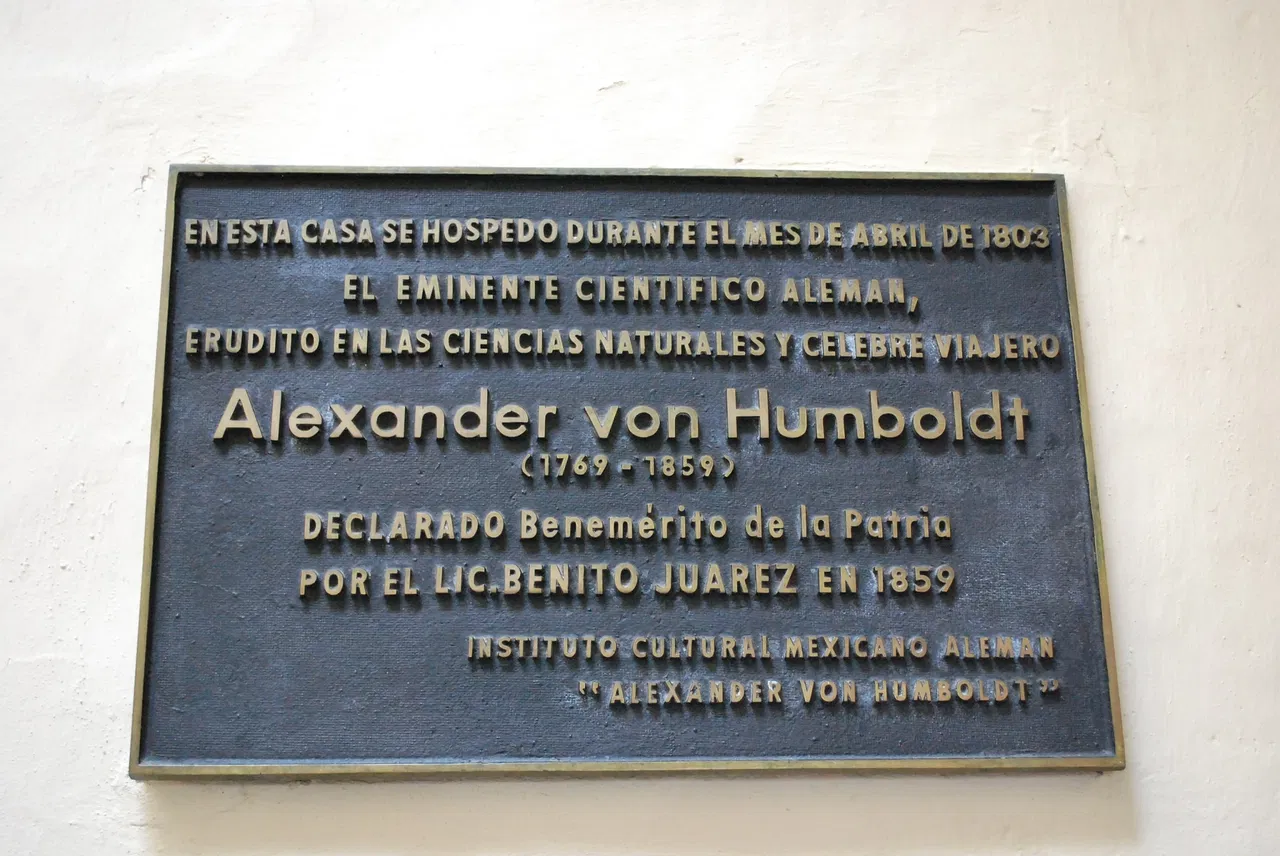 EN ESTA CASA SE HOSPEDO DURANTE EL MES DE ABRIL DE 1803
EL EMINENTE CIENTIFICO ALEMAN,
ERUDITO EN LAS CIENCIAS NATURALES Y CELEBRE VIAJERO
Alexander von Humboldt
(1769 - 1859)
DECLARADO Benemérito de la Patria
POR EL LIC. BENITO JUAREZ EN 1859
INSTITUTO CULTURAL MEXICANO ALEMAN
"ALEXANDER VON HUMBOLDT"